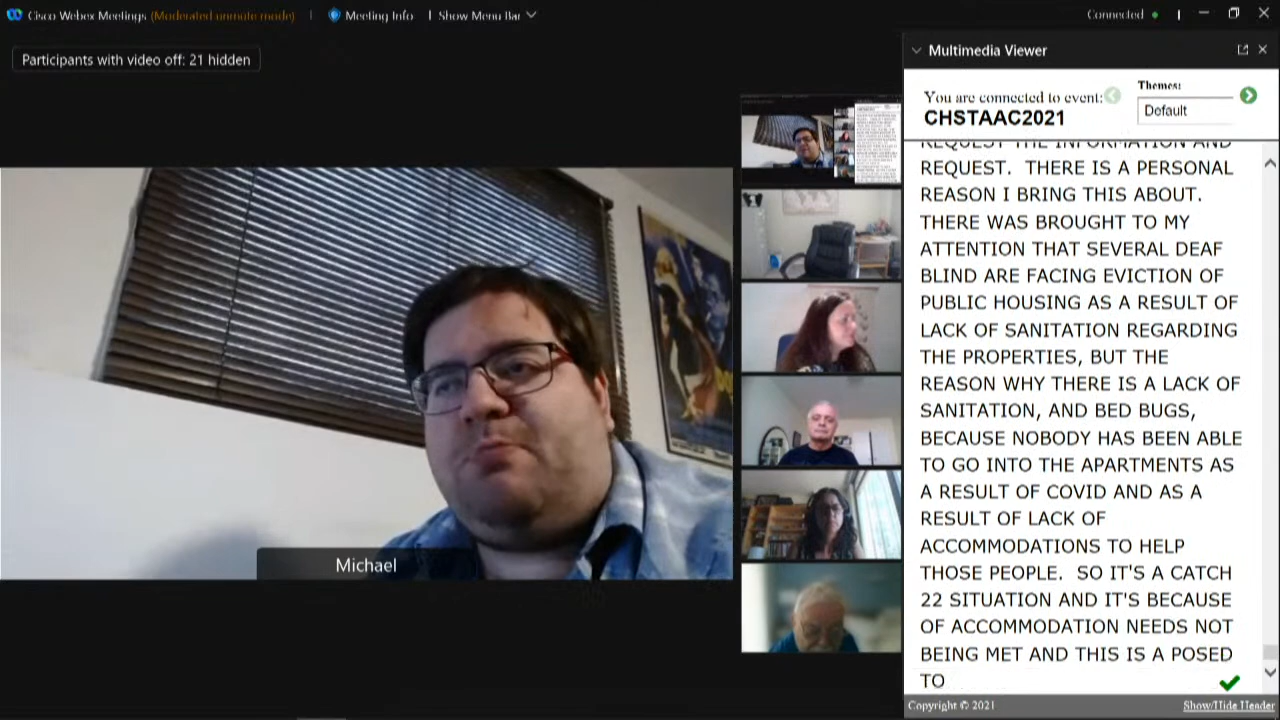 Cisco Webex Meetings (Moderated unmute mode) | Meeting Info | Show Menu Bar
Connected
Participants with video off: 21 hidden
Multimedia Viewer
You are connected to event:
CHSTAAC2021
Themes:
Default
REQUEST THE INFORMATION AND
REQUEST. THERE IS A PERSONAL
REASON I BRING THIS ABOUT.
THERE WAS BROUGHT TO MY
ATTENTION THAT SEVERAL DEAF
BLIND ARE FACING EVICTION OF
PUBLIC HOUSING AS A RESULT OF
LACK OF SANITATION REGARDING
THE PROPERTIES, BUT THE
REASON WHY THERE IS A LACK OF
SANITATION, AND BED BUGS,
BECAUSE NOBODY HAS BEEN ABLE
TO GO INTO THE APARTMENTS AS
A RESULT OF COVID AND AS A
RESULT OF LACK OF
ACCOMMODATIONS TO HELP
THOSE PEOPLE. SO IT'S A CATCH
22 SITUATION AND IT'S BECAUSE
OF ACCOMMODATION NEEDS NOT
BEING MET AND THIS IS A POSED
TO
Michael
Copyright © 2021
Show/Hide Header